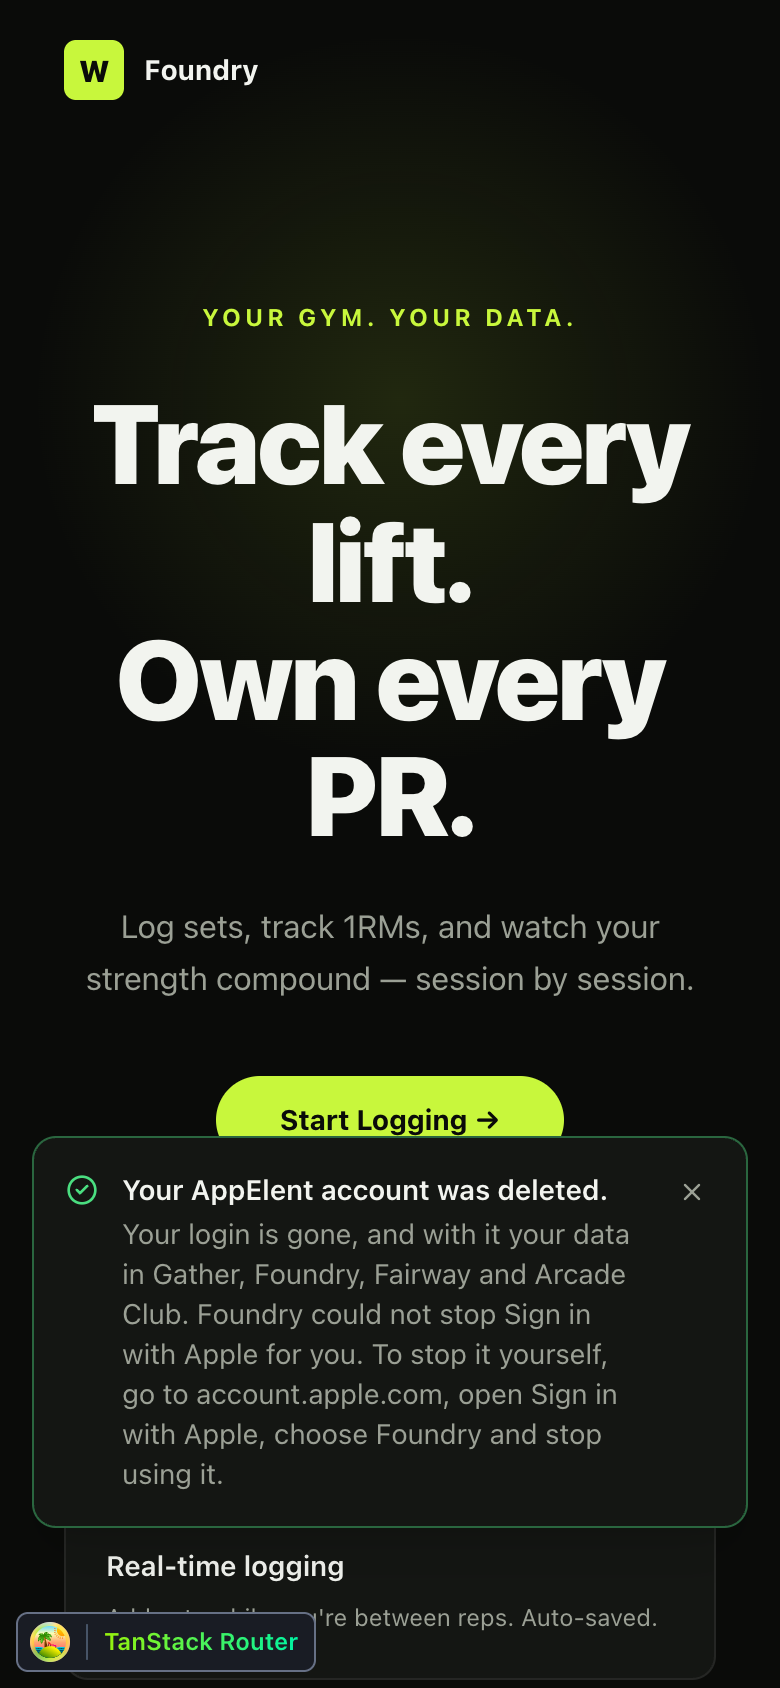 W
Foundry
YOUR GYM. YOUR DATA.
Track every
lift.
Own every
PR.
Log sets, track 1RMs, and watch your
strength compound — session by session.
Start Logging →
Your AppElent account was deleted.
Your login is gone, and with it your data
in Gather, Foundry, Fairway and Arcade
Club. Foundry could not stop Sign in
with Apple for you. To stop it yourself,
go to account.apple.com, open Sign in
with Apple, choose Foundry and stop
using it.
Real-time logging
between reps. Auto-saved.
TanStack Router